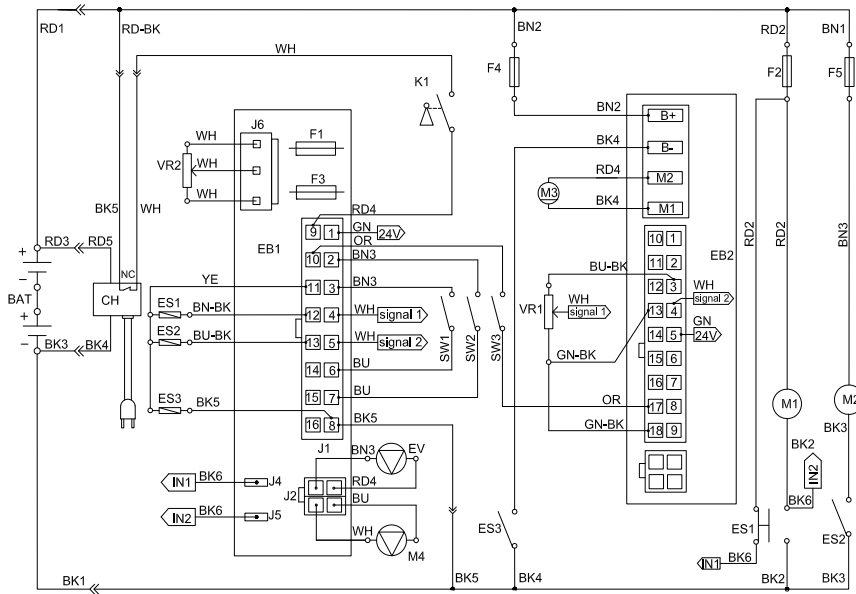 RD1
RD-BK
BN2
RD2
BN1
WH
K1
F4
F2
F5
J6
WH
F1
BN2
B+
VR2
WH
BK4
B-
WH
F3
RD4
M2
M3
BK5
WH
RD4
BK4
M1
9 1
GN
24V
OR
10 1
RD2
RD2
BN3
+
RD3
RD5
EB1
10 2
BN3
11 2
EB2
NC
YE
11 3
BN3
BU-BK
12 3
WH
signal 2
BAT
CH
ES1
BN-BK
12 4
WH
signal 1
VR1
WH
signal 1
13 4
+
ES2
BU-BK
13 5
WH
signal 2
SW1
SW2
SW3
14 5
GN
24V
-
BK3
BK4
14 6
BU
GN-BK
15 6
15 7
BU
16 7
M1
M2
ES3
BK5
16 8
BK5
OR
17 8
BK3
J1
GN-BK
18 9
BK2
BN3
EV
IN1
BK6
J4
J2
RD4
IN2
BU
BK6
IN2
BK6
J5
WH
M4
ES3
ES1
ES2
BK6
IN1
BK1
BK5
BK4
BK2
BK3
-